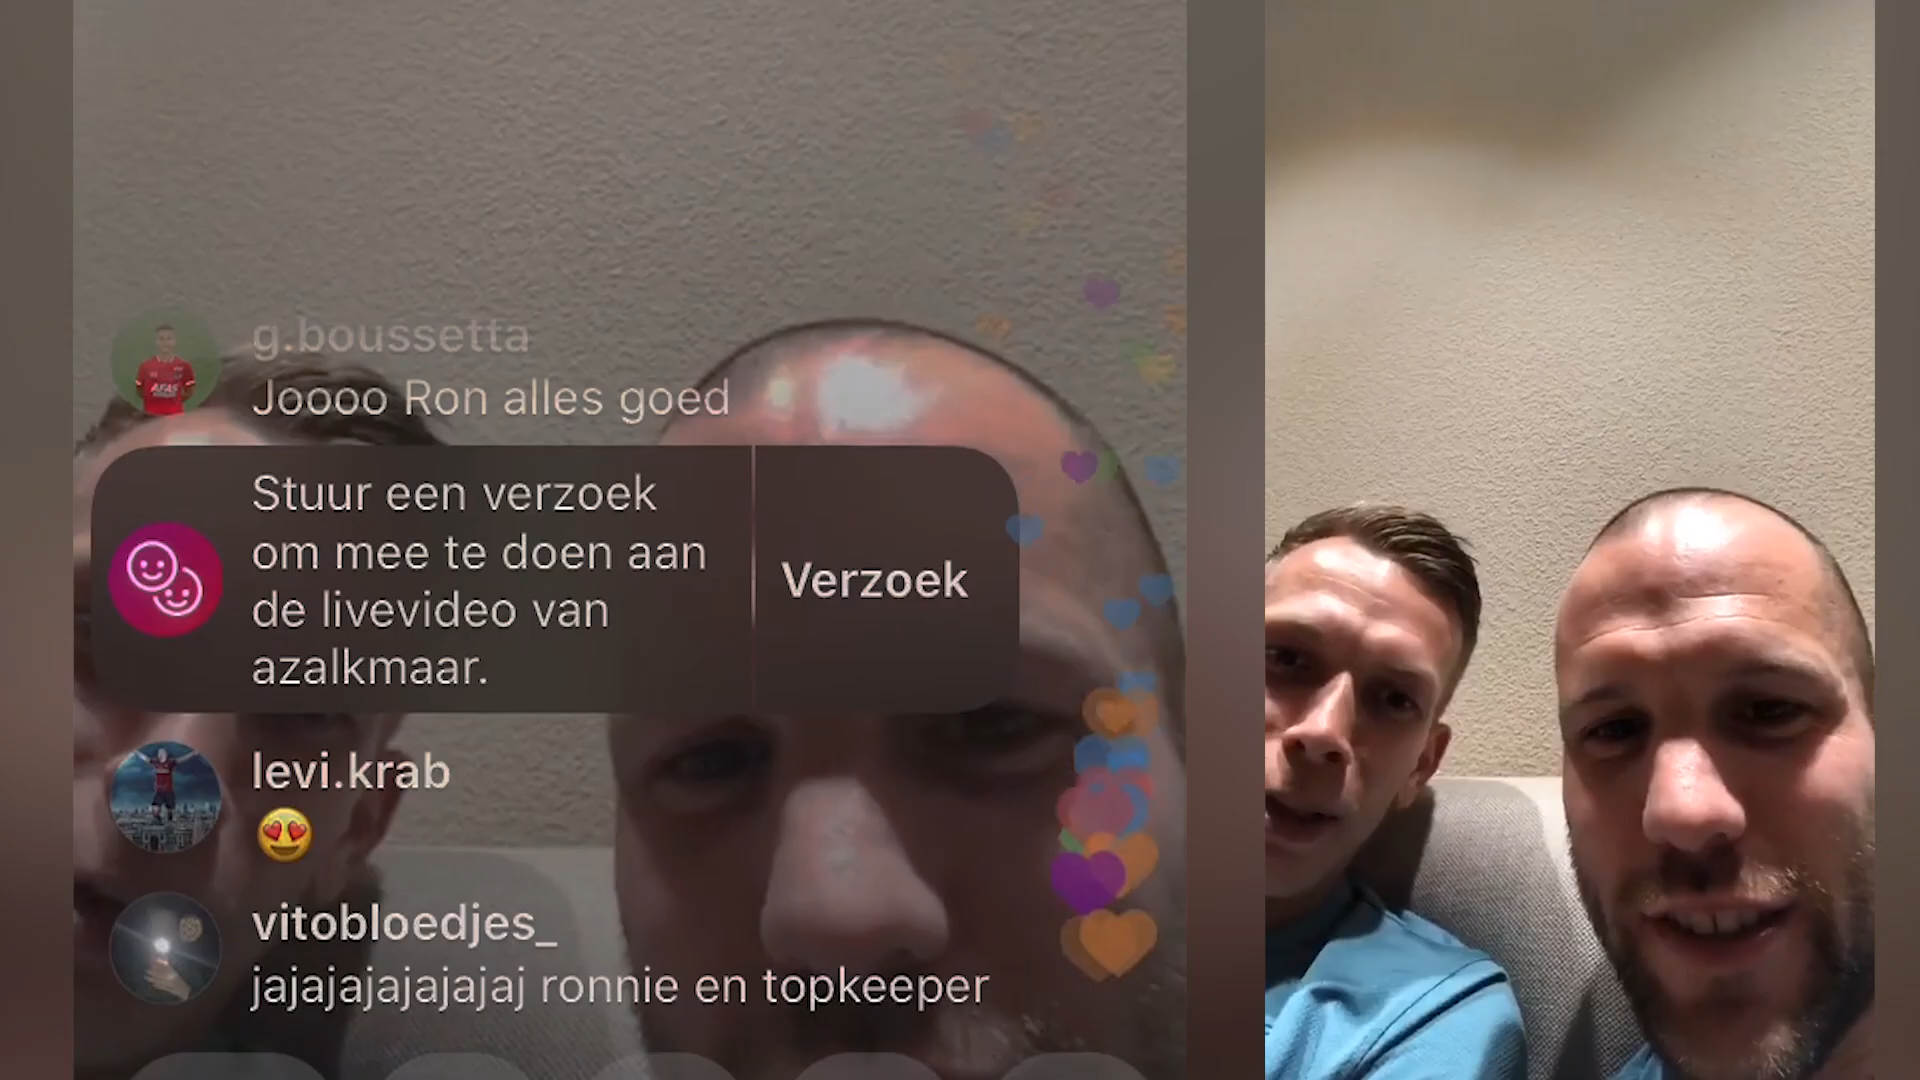 g.boussetta
Joooo Ron alles goed
AFAS
Stuur een verzoek
om mee te doen aan
de livevideo van
azalkmaar.
Verzoek
levi.krab
😍
vitobloedjes_
jajajajajajajaj ronnie en topkeeper